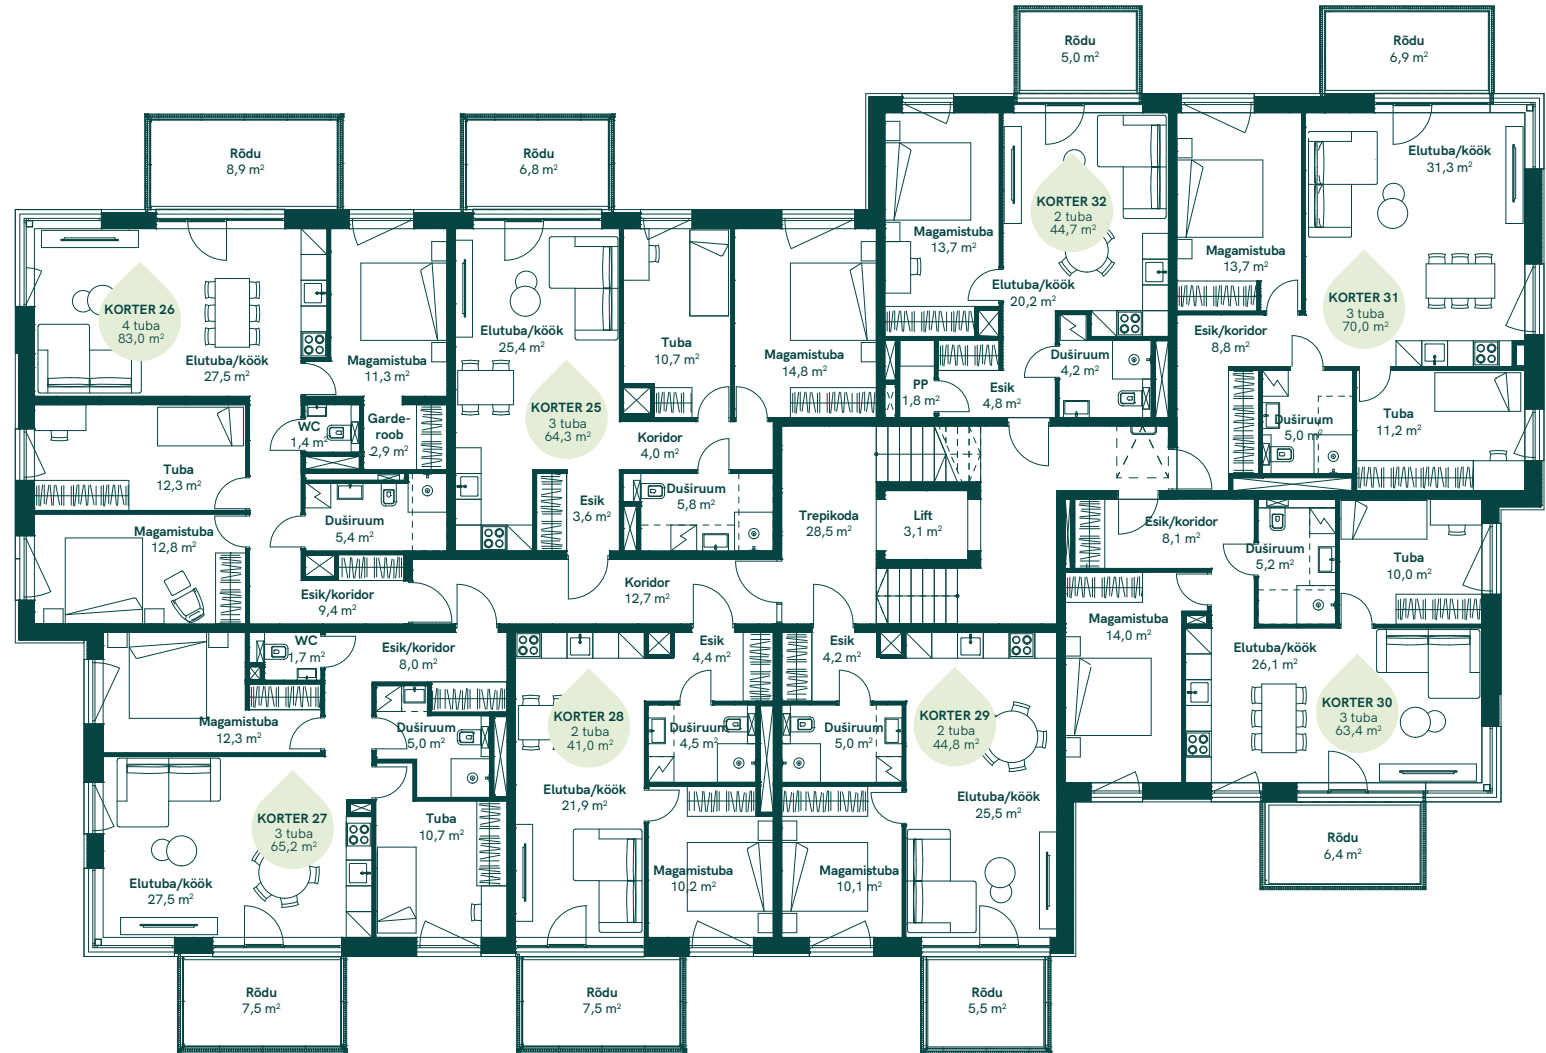 Rõdu
5,0 m²
Rõdu
6,9 m²
Rõdu
8,9 m²
Rõdu
6,8 m²
KORTER 26
4 tuba
83,0 m²
Elutuba/köök
27,5 m²
Magamistuba
11,3 m²
WC
1,4 m²
Garde-
roob
2,9 m²
Tuba
12,3 m²
Magamistuba
12,8 m²
Duširuum
5,4 m²
Esik/koridor
9,4 m²
Elutuba/köök
25,4 m²
KORTER 25
3 tuba
64,3 m²
Tuba
10,7 m²
Magamistuba
14,8 m²
Koridor
4,0 m²
Esik
3,6 m²
Duširuum
5,8 m²
Koridor
12,7 m²
Trepikoda
28,5 m²
Lift
3,1 m²
Magamistuba
13,7 m²
KORTER 32
2 tuba
44,7 m²
Elutuba/köök
20,2 m²
PP
1,8 m²
Esik
4,8 m²
Duširuum
4,2 m²
Magamistuba
13,7 m²
Elutuba/köök
31,3 m²
KORTER 31
3 tuba
70,0 m²
Esik/koridor
8,8 m²
Duširuum
5,0 m²
Tuba
11,2 m²
Esik/koridor
8,1 m²
Duširuum
5,2 m²
Tuba
10,0 m²
Magamistuba
14,0 m²
Elutuba/köök
26,1 m²
KORTER 30
3 tuba
63,4 m²
Rõdu
6,4 m²
WC
1,7 m²
Esik/koridor
8,0 m²
Magamistuba
12,3 m²
Duširuum
5,0 m²
KORTER 27
3 tuba
65,2 m²
Tuba
10,7 m²
Elutuba/köök
27,5 m²
Esik
4,4 m²
KORTER 28
2 tuba
41,0 m²
Duširuum
4,5 m²
Elutuba/köök
21,9 m²
Magamistuba
10,2 m²
Esik
4,2 m²
Duširuum
5,0 m²
KORTER 29
2 tuba
44,8 m²
Elutuba/köök
25,5 m²
Magamistuba
10,1 m²
Rõdu
7,5 m²
Rõdu
7,5 m²
Rõdu
5,5 m²